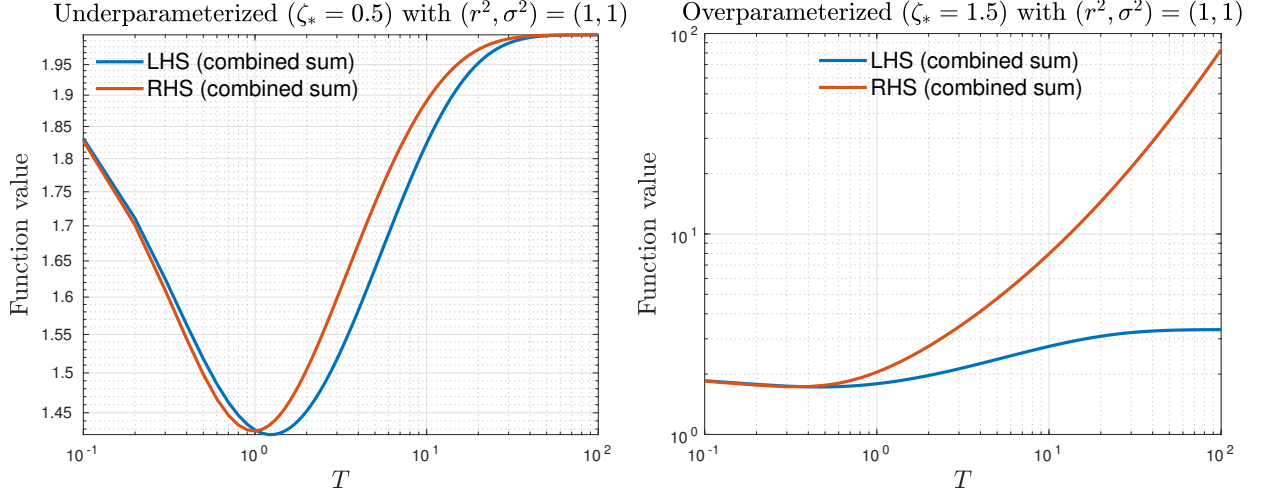 Underparameterized (ζ* = 0.5) with (r², σ²) = (1, 1)
LHS (combined sum)
RHS (combined sum)
Function value
1.95
1.9
1.85
1.8
1.75
1.7
1.65
1.6
1.55
1.5
1.45
10⁻¹
10⁰
10¹
10²
T
Overparameterized (ζ* = 1.5) with (r², σ²) = (1, 1)
LHS (combined sum)
RHS (combined sum)
Function value
10²
10¹
10⁰
10⁻¹
10⁰
10¹
10²
T